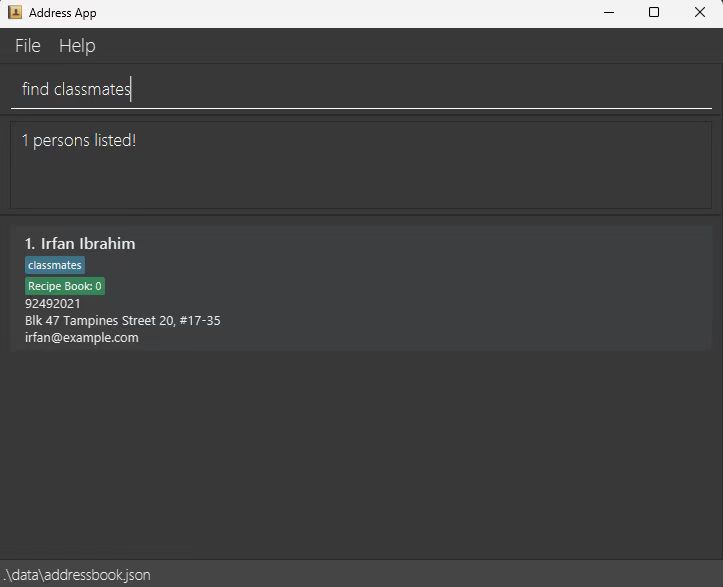 Address App
File Help
find classmates
1 persons listed!
1. Irfan Ibrahim
classmates
Recipe Book: 0
92492021
Blk 47 Tampines Street 20, #17-35
irfan@example.com
.\data\addressbook.json